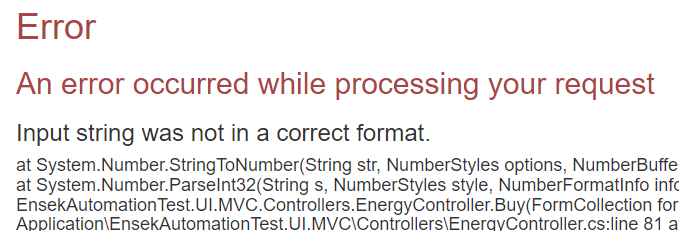 Error
An error occurred while processing your request
Input string was not in a correct format.
at System.Number.StringToNumber(String str, NumberStyles options, NumberBuffe
at System.Number.ParseInt32(String s, NumberStyles style, NumberFormatInfo info
EnsekAutomationTest.UI.MVC.Controllers.EnergyController.Buy(FormCollection for
Application\EnsekAutomationTest.UI.MVC\Controllers\EnergyController.cs:line 81 a